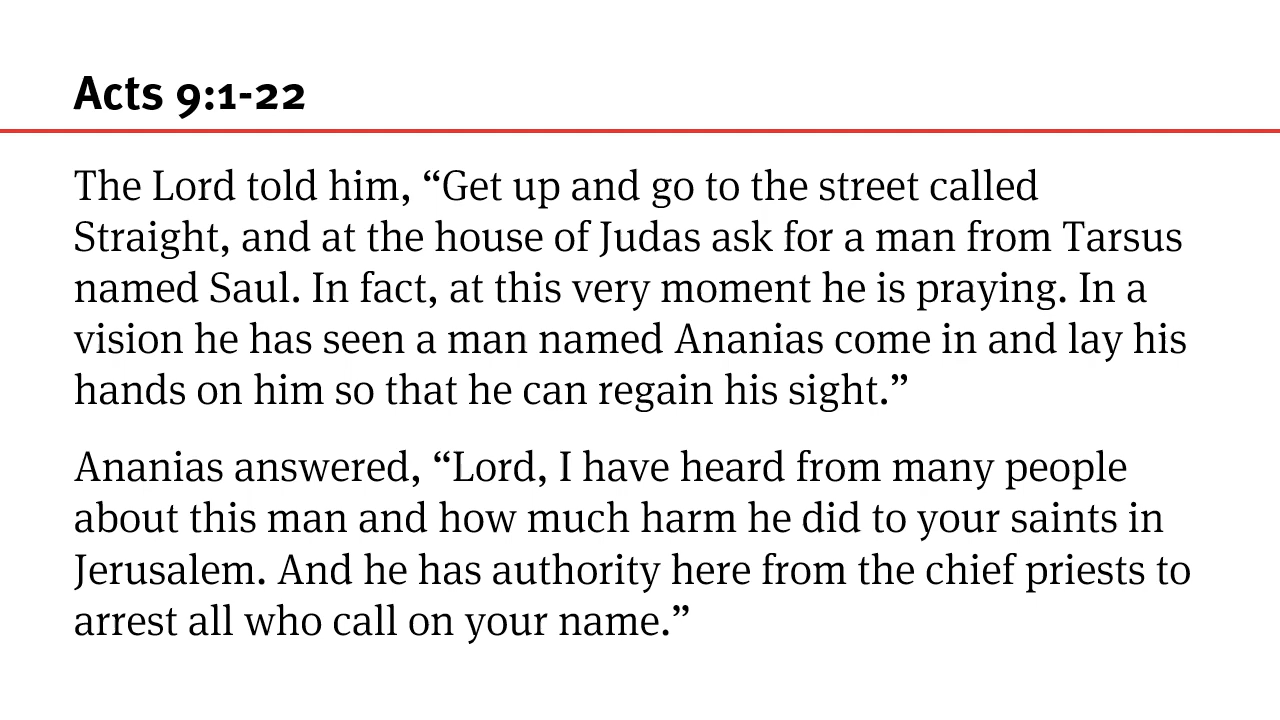 Acts 9:1-22
The Lord told him, “Get up and go to the street called
Straight, and at the house of Judas ask for a man from Tarsus
named Saul. In fact, at this very moment he is praying. In a
vision he has seen a man named Ananias come in and lay his
hands on him so that he can regain his sight.”
Ananias answered, “Lord, I have heard from many people
about this man and how much harm he did to your saints in
Jerusalem. And he has authority here from the chief priests to
arrest all who call on your name.”